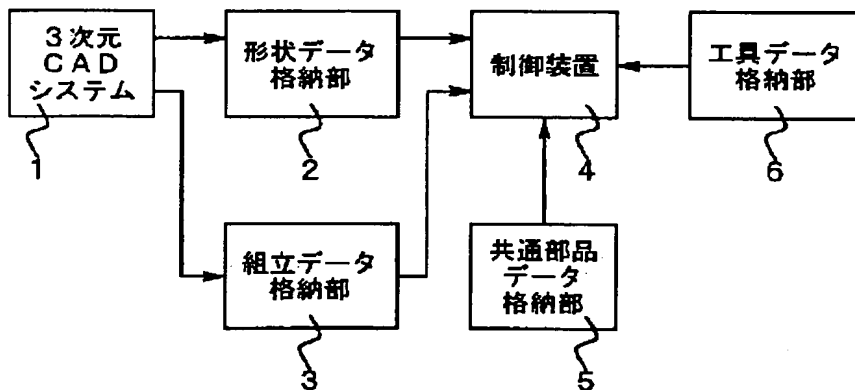 3次元
CAD
システム
1
形状データ
格納部
2
組立データ
格納部
3
制御装置
4
共通部品
データ
格納部
5
工具データ
格納部
6